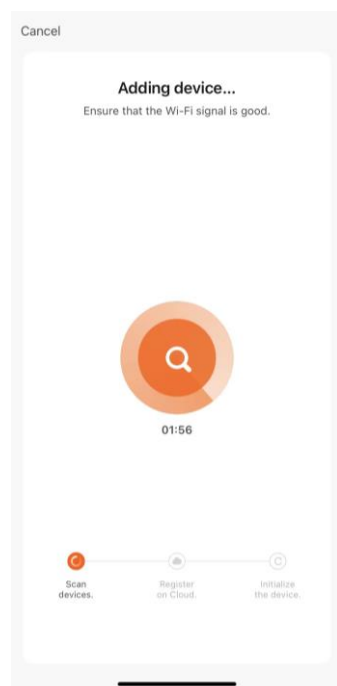 Cancel
Adding device...
Ensure that the Wi-Fi signal is good.
01:56
Scan
devices.
Register
on Cloud.
Initialize
the device.